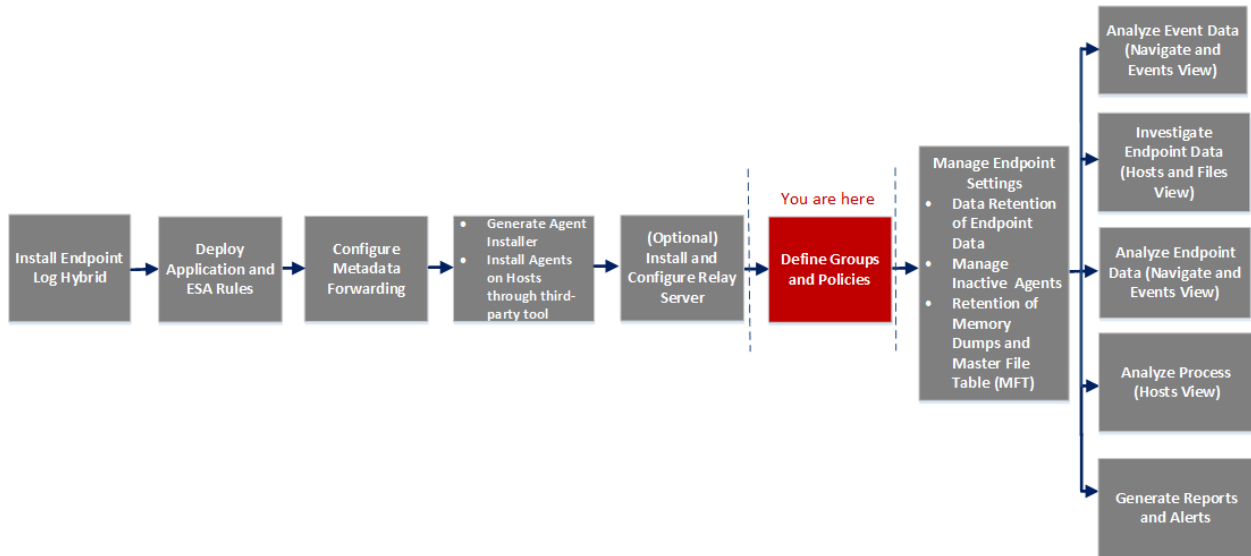 Install Endpoint
Log Hybrid
Deploy
Application and
ESA Rules
Configure
Metadata
Forwarding
• Generate Agent
Installer
• Install Agents
on Hosts
through third-
party tool
(Optional)
Install and
Configure Relay
Server
You are here
Define Groups
and Policies
Manage Endpoint
Settings
• Data Retention
of Endpoint
Data
• Manage
Inactive Agents
• Retention of
Memory
Dumps and
Master File
Table (MFT)
Analyze Event Data
(Navigate and
Events View)
Investigate
Endpoint Data
(Hosts and Files
View)
Analyze Endpoint
Data (Navigate and
Events View)
Analyze Process
(Hosts View)
Generate Reports
and Alerts